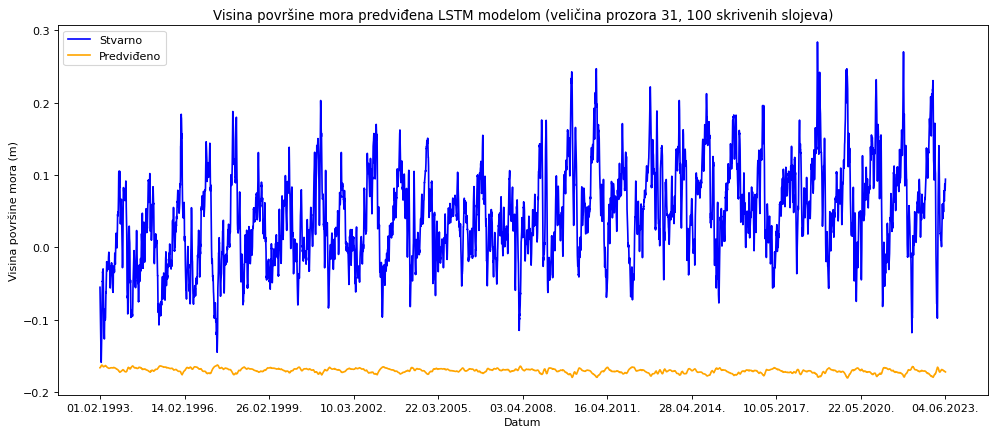 Visina površine mora predviđena LSTM modelom (veličina prozora 31, 100 skrivenih slojeva)
Stvarno
Predviđeno
Visina površine mora (m)
0.3
0.2
0.1
0.0
−0.1
−0.2
01.02.1993. 14.02.1996. 26.02.1999. 10.03.2002. 22.03.2005. 03.04.2008. 16.04.2011. 28.04.2014. 10.05.2017. 22.05.2020. 04.06.2023.
Datum